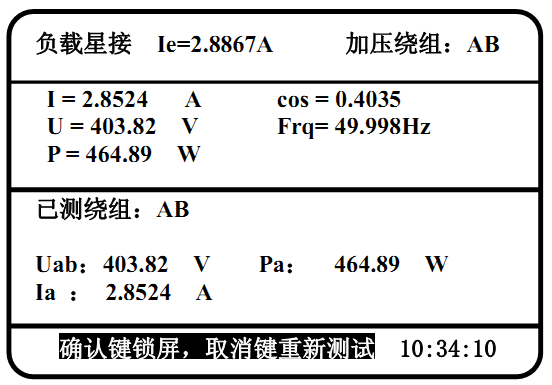 负载星接 Ie=2.8867A 加压绕组：AB
I = 2.8524 A cos = 0.4035
U = 403.82 V Frq= 49.998Hz
P = 464.89 W
已测绕组：AB
Uab：403.82 V Pa： 464.89 W
Ia ： 2.8524 A
确认键锁屏，取消键重新测试 10:34:10